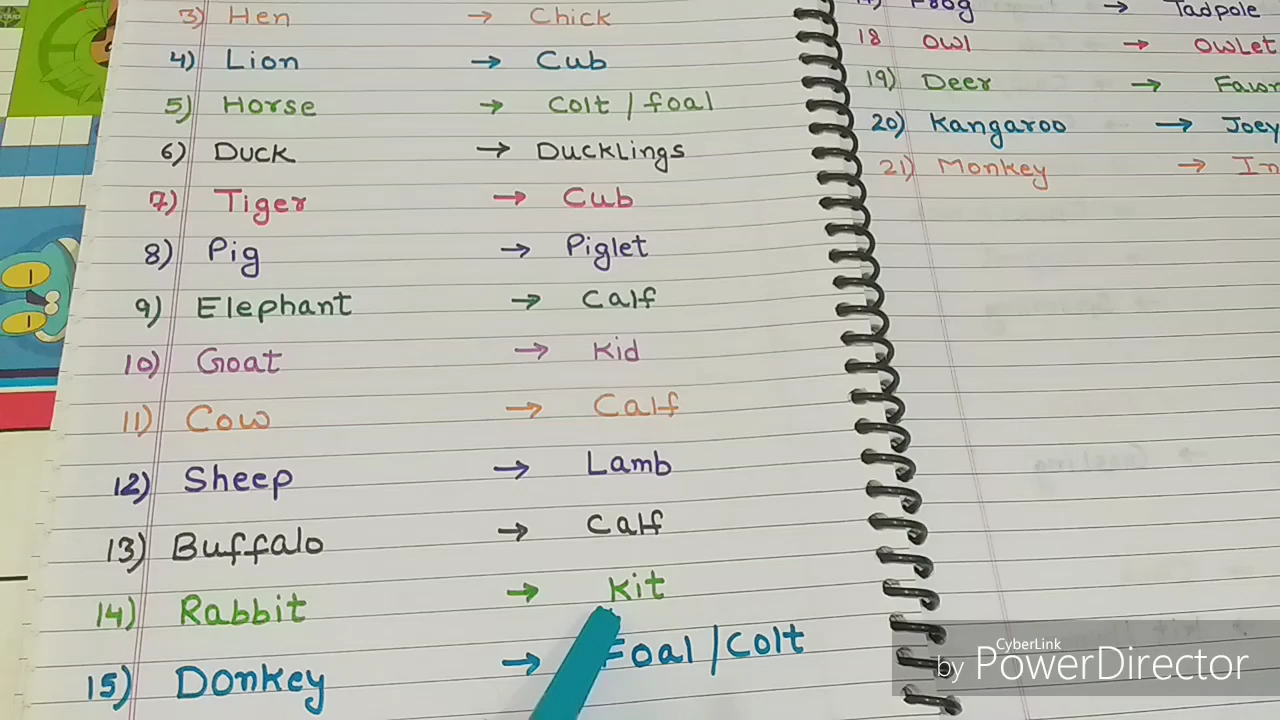 3) Hen → Chick
4) Lion → Cub
5) Horse → Colt / foal
6) Duck → Ducklings
7) Tiger → Cub
8) Pig → Piglet
9) Elephant → Calf
10) Goat → Kid
11) Cow → Calf
12) Sheep → Lamb
13) Buffalo → Calf
14) Rabbit → Kit
15) Donkey → Foal / Colt
→ Tadpole
18 Owl → Owlet
19) Deer →
20) Kangaroo → Joey
21) Monkey → In
CyberLink
by PowerDirector